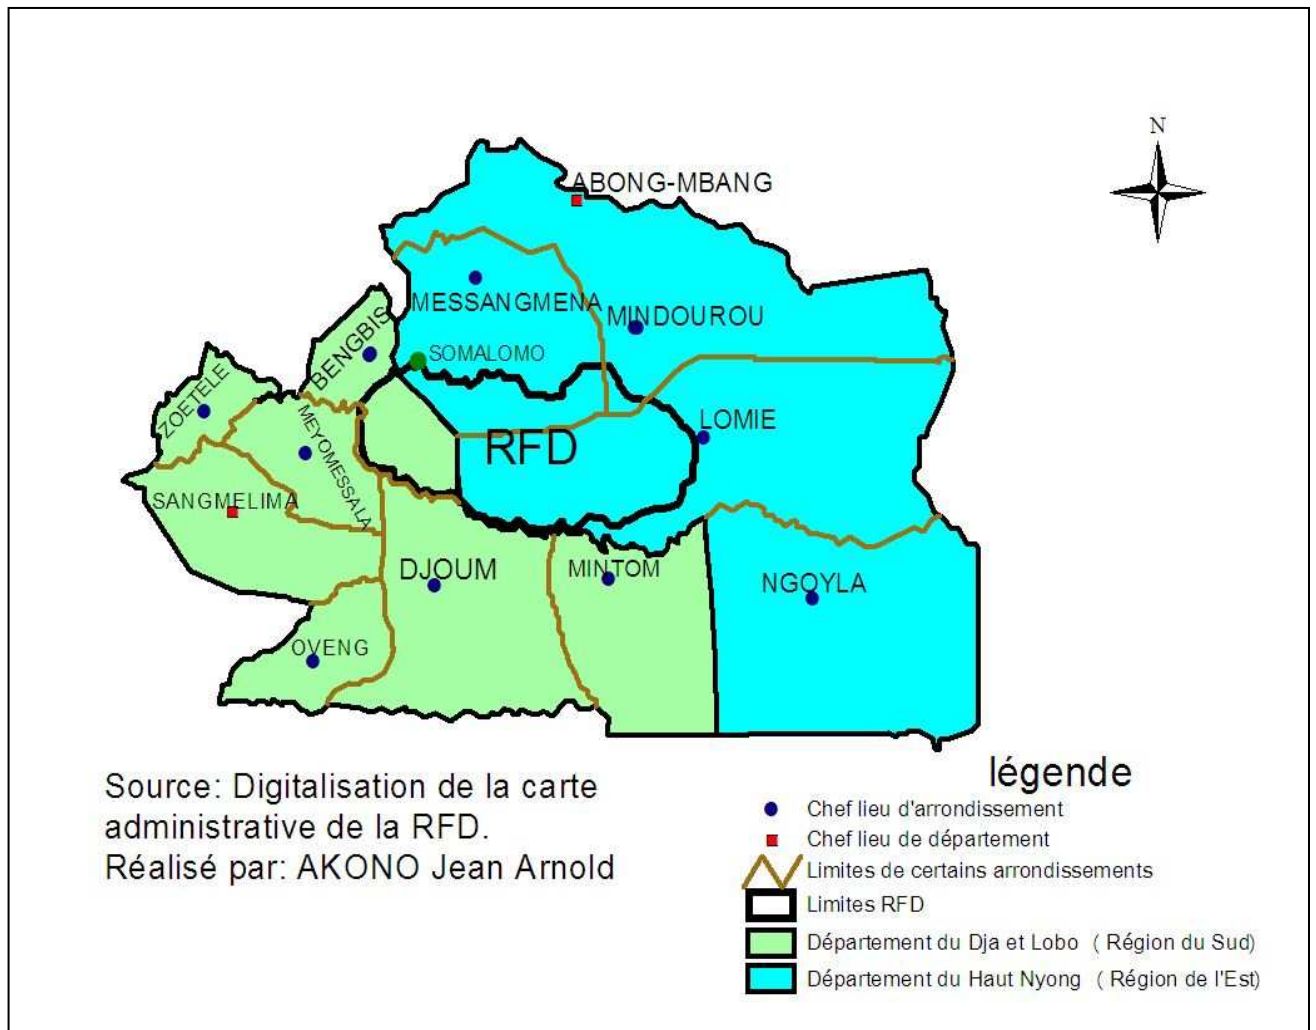 N
ABONG-MBANG
MESSANGMENA
MINDOUROU
BENGBIS
SOMALOMO
ZOETELE
MEYOMESSALA
LOMIE
RFD
SANGMELIMA
DJOUM
MINTOM
NGOYLA
OVENG
Source: Digitalisation de la carte
administrative de la RFD.
Réalisé par: AKONO Jean Arnold
légende
Chef lieu d'arrondissement
Chef lieu de département
Limites de certains arrondissements
Limites RFD
Département du Dja et Lobo ( Région du Sud)
Département du Haut Nyong ( Région de l'Est)